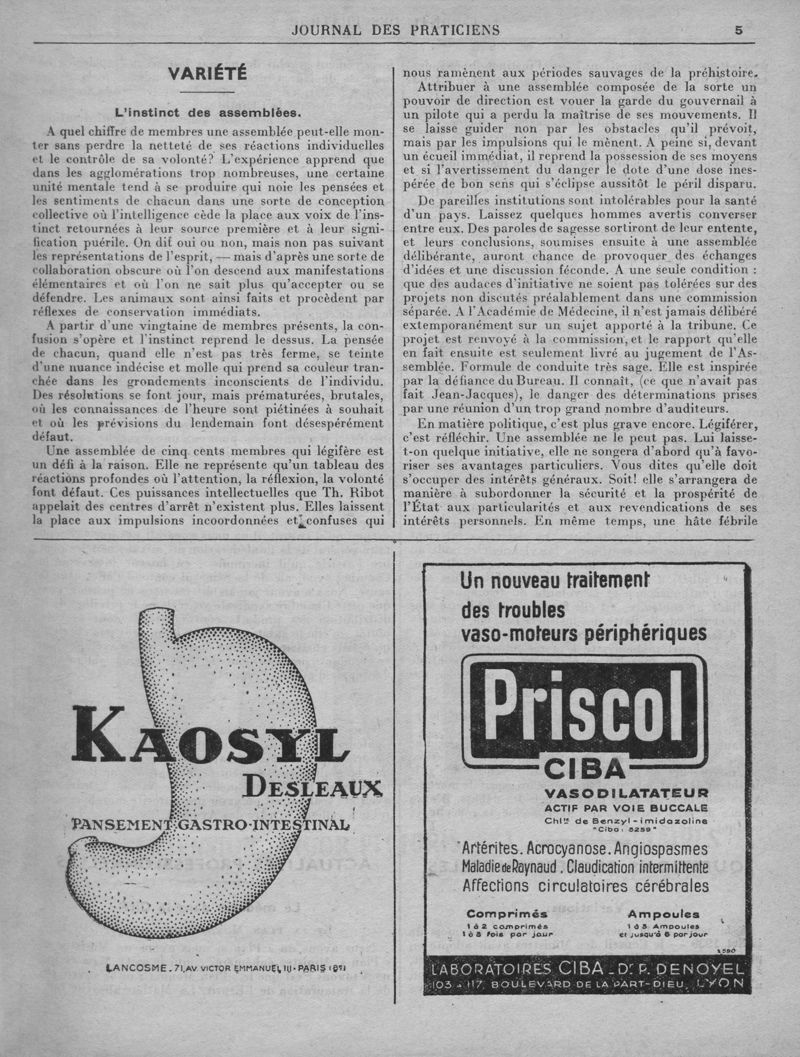 JOURNAL DES PRATICIENS 5
VARIÉTÉ
L'instinct des assemblées.
A quel chiffre de membres une assemblée peut-elle mon-
ter sans perdre la netteté de ses réactions individuelles
et le contrôle de sa volonté? L'expérience apprend que
dans les agglomérations trop nombreuses, une certaine
unité mentale tend à se produire qui noie les pensées et
les sentiments de chacun dans une sorte de conception
collective où l'intelligence cède la place aux voix de l'ins-
tinct retournées à leur source première et à leur signi-
fication puérile. On dif oui ou non, mais non pas suivant
les représentations de l'esprit, — mais d'après une sorte de
collaboration obscure où l'on descend aux manifestations
élémentaires et où l'on ne sait plus qu'accepter ou se
défendre. Les animaux sont ainsi faits et procèdent par
réflexes de conservation immédiats.
A partir d'une vingtaine de membres présents, la con-
fusion s'opère et l'instinct reprend le dessus. La pensée
de chacun, quand elle n'est pas très ferme, se teinte
d'une nuance indécise et molle qui prend sa couleur tran-
chée dans les grondements inconscients de l'individu.
Des résolutions se font jour, mais prématurées, brutales,
où les connaissances de l'heure sont piétinées à souhait
et où les prévisions du lendemain font désespérément
défaut.
Une assemblée de cinq cents membres qui légifère est
un défi à la raison. Elle ne représente qu'un tableau des
réactions profondes où l'attention, la réflexion, la volonté
font défaut. Ces puissances intellectuelles que Th. Ribot
appelait des centres d'arrêt n'existent plus. Elles laissent
la place aux impulsions incoordonnées et confuses qui
nous ramènent aux périodes sauvages de la préhistoire.
Attribuer à une assemblée composée de la sorte un
pouvoir de direction est vouer la garde du gouvernail à
un pilote qui a perdu la maîtrise de ses mouvements. Il
se laisse guider non par les obstacles qu'il prévoit,
mais par les impulsions qui le mènent. A peine si, devant
un écueil immédiat, il reprend la possession de ses moyens
et si l'avertissement du danger le dote d'une dose ines-
pérée de bon sens qui s'éclipse aussitôt le péril disparu.
De pareilles institutions sont intolérables pour la santé
d'un pays. Laissez quelques hommes avertis converser
entre eux. Des paroles de sagesse sortiront de leur entente,
et leurs conclusions, soumises ensuite à une assemblée
délibérante, auront chance de provoquer des échanges
d'idées et une discussion féconde. A une seule condition :
que des audaces d'initiative ne soient pas tolérées sur des
projets non discutés préalablement dans une commission
séparée. A l'Académie de Médecine, il n'est jamais délibéré
extemporanément sur un sujet apporté à la tribune. Ce
projet est renvoyé à la commission, et le rapport qu'elle
en fait ensuite est seulement livré au jugement de l'As-
semblée. Formule de conduite très sage. Elle est inspirée
par la défiance du Bureau. Il connaît, (ce que n'avait pas
fait Jean-Jacques), le danger des déterminations prises
par une réunion d'un trop grand nombre d'auditeurs.
En matière politique, c'est plus grave encore. Légiférer,
c'est réfléchir. Une assemblée ne le peut pas. Lui laisse-
t-on quelque initiative, elle ne songera d'abord qu'à favo-
riser ses avantages particuliers. Vous dites qu'elle doit
s'occuper des intérêts généraux. Soit! elle s'arrangera de
manière à subordonner la sécurité et la prospérité de
l'État aux particularités et aux revendications de ses
intérêts personnels. En même temps, une hâte fébrile
KAOSYL
DESLEAUX
PANSEMENT GASTRO-INTESTINAL
LANCOSME. 71, AV. VICTOR EMMANUEL III - PARIS (8e)
Un nouveau traitement
des troubles
vaso-moteurs périphériques
Priscol
CIBA
VASODILATATEUR
ACTIF PAR VOIE BUCCALE
Chlte de Benzyl-imidazoline
"Ciba : 5259"
Artérites. Acrocyanose. Angiospasmes
Maladie de Raynaud. Claudication intermittente
Affections circulatoires cérébrales
Comprimés
1 à 2 comprimés
1 à 3 fois par jour
Ampoules
1 à 3 Ampoules
et jusqu'à 6 par jour
LABORATOIRES CIBA - Dr. P. DENOYEL
103 à 117, BOULEVARD DE LA PART-DIEU, LYON